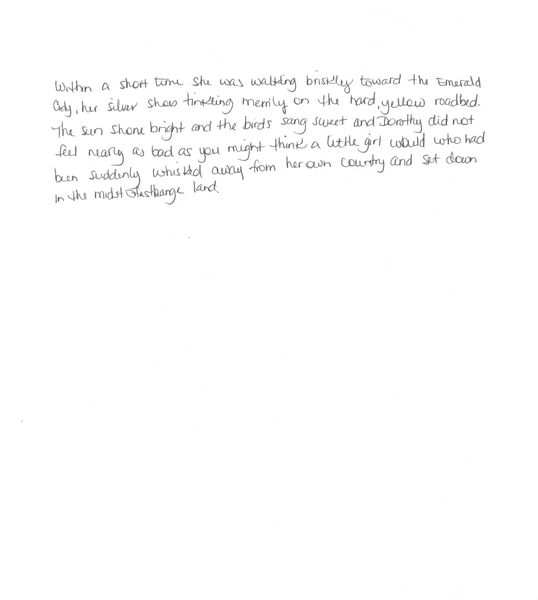 Within a short time she was walking briskly toward the Emerald
City, her silver shoes tinkling merrily on the hard, yellow roadbed.
The sun shone bright and the birds sang sweet and Dorothy did not
feel nearly as bad as you might think a little girl would who had
been suddenly whisked away from her own country and set down
in the midst land